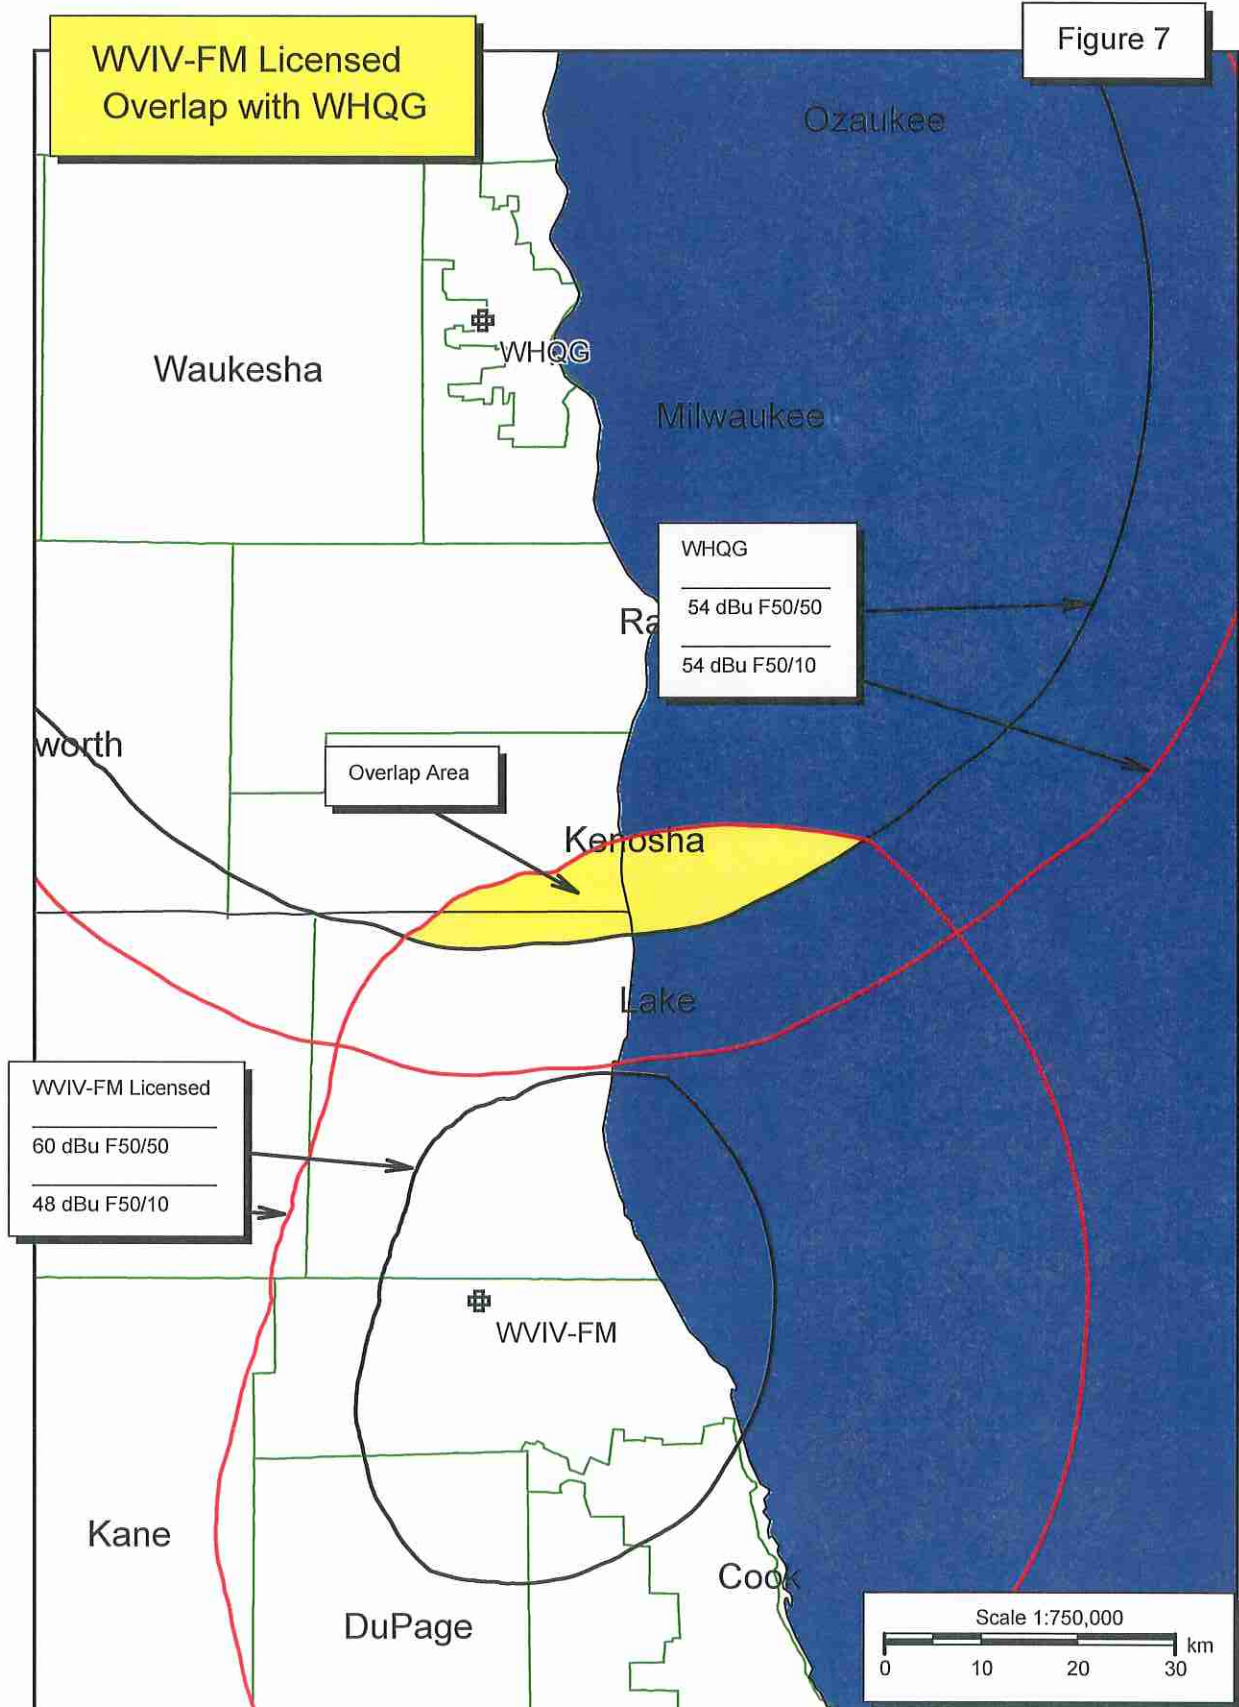 WVIV-FM Licensed
Overlap with WHQG
Figure 7
Ozaukee
WHQG
Waukesha
Milwaukee
WHQG
54 dBu F50/50
54 dBu F50/10
Ra
worth
Overlap Area
Kenosha
Lake
WVIV-FM Licensed
60 dBu F50/50
48 dBu F50/10
WVIV-FM
Kane
Cook
DuPage
Scale 1:750,000
km
0 10 20 30